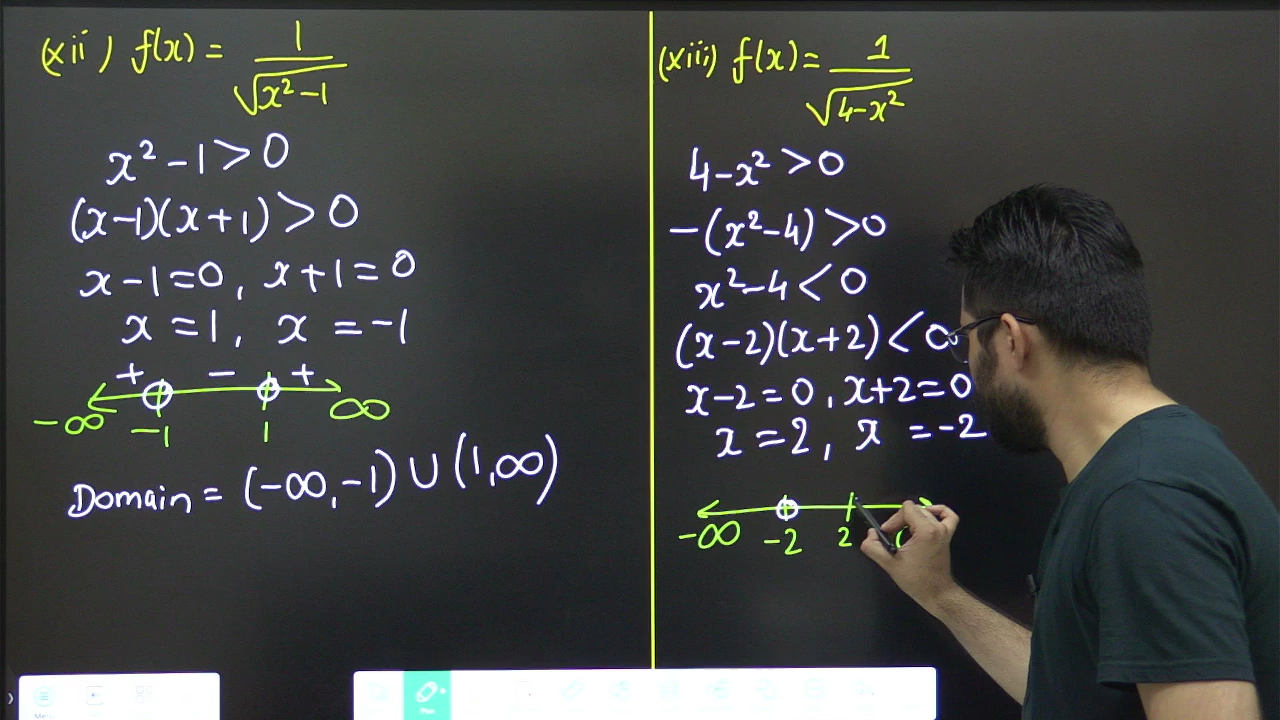 (xii) f(x) = 1/√(x²-1)
x²-1>0
(x-1)(x+1)>0
x-1=0, x+1=0
x=1, x=-1
+ - +
-∞ -1 1 ∞
Domain = (-∞,-1)∪(1,∞)
(xiii) f(x) = 1/√(4-x²)
4-x²>0
-(x²-4)>0
x²-4<0
(x-2)(x+2)<0
x-2=0, x+2=0
x=2, x=-2
-∞ -2 2